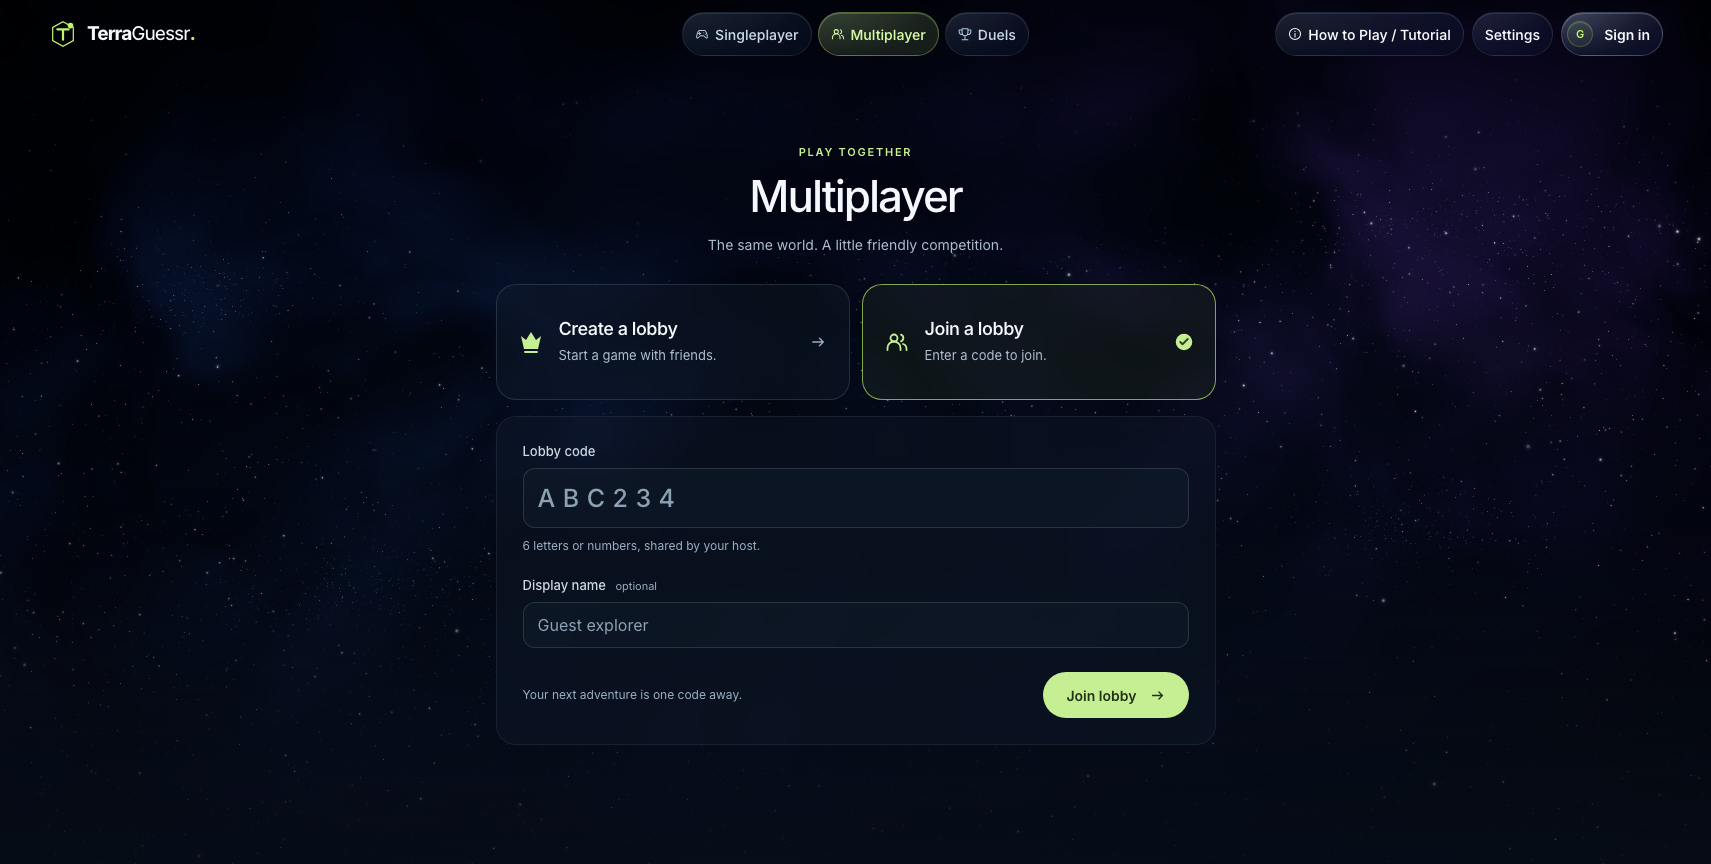 TerraGuessr.
Singleplayer
Multiplayer
Duels
How to Play / Tutorial
Settings
G
Sign in
PLAY TOGETHER
Multiplayer
The same world. A little friendly competition.
Create a lobby
Start a game with friends.
Join a lobby
Enter a code to join.
Lobby code
ABC234
6 letters or numbers, shared by your host.
Display name optional
Guest explorer
Your next adventure is one code away.
Join lobby